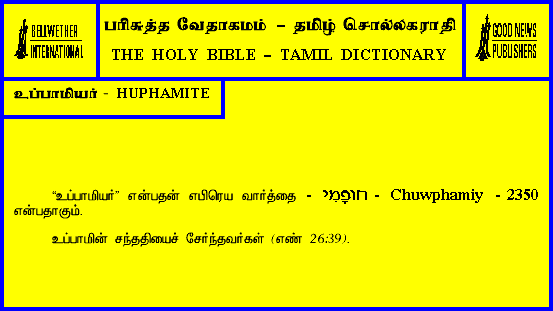 BELLWETHER
INTERNATIONAL
பரிசுத்த வேதாகமம் – தமிழ் சொல்லகராதி
THE HOLY BIBLE – TAMIL DICTIONARY
GOOD NEWS
PUBLISHERS
உப்பாமியர் - HUPHAMITE
“உப்பாமியர்” என்பதன் எபிரெய வார்த்தை - חוּפָמִי - Chuwphamiy - 2350
என்பதாகும்.
உப்பாமின் சந்ததியைச் சேர்ந்தவர்கள் (எண் 26:39).